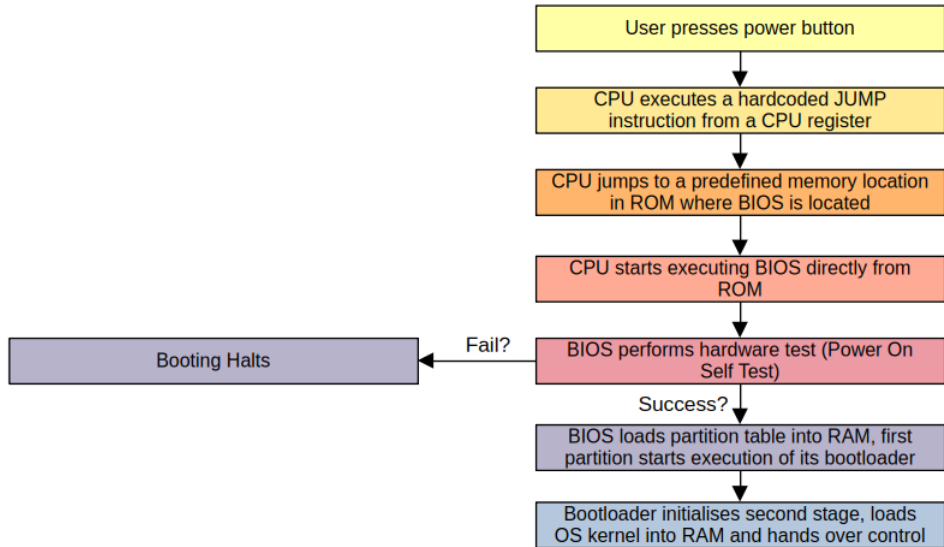 User presses power button
CPU executes a hardcoded JUMP
instruction from a CPU register
CPU jumps to a predefined memory location
in ROM where BIOS is located
CPU starts executing BIOS directly from
ROM
Fail?
Booting Halts
BIOS performs hardware test (Power On
Self Test)
Success?
BIOS loads partition table into RAM, first
partition starts execution of its bootloader
Bootloader initialises second stage, loads
OS kernel into RAM and hands over control